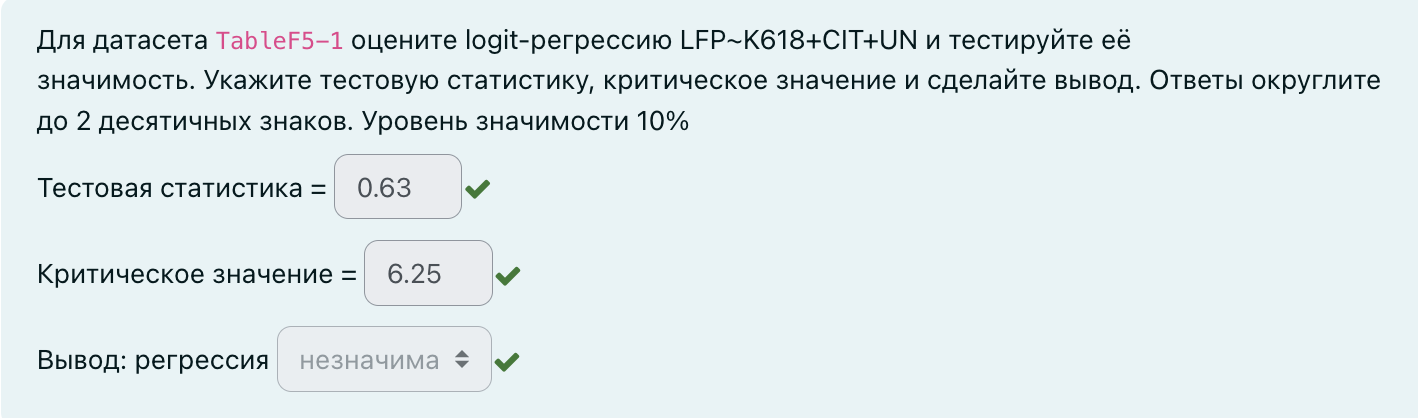 Для датасета TableF5-1 оцените logit-регрессию LFP~K618+CIT+UN и тестируйте её
значимость. Укажите тестовую статистику, критическое значение и сделайте вывод. Ответы округлите
до 2 десятичных знаков. Уровень значимости 10%
Тестовая статистика = 0.63
Критическое значение = 6.25
Вывод: регрессия незначима